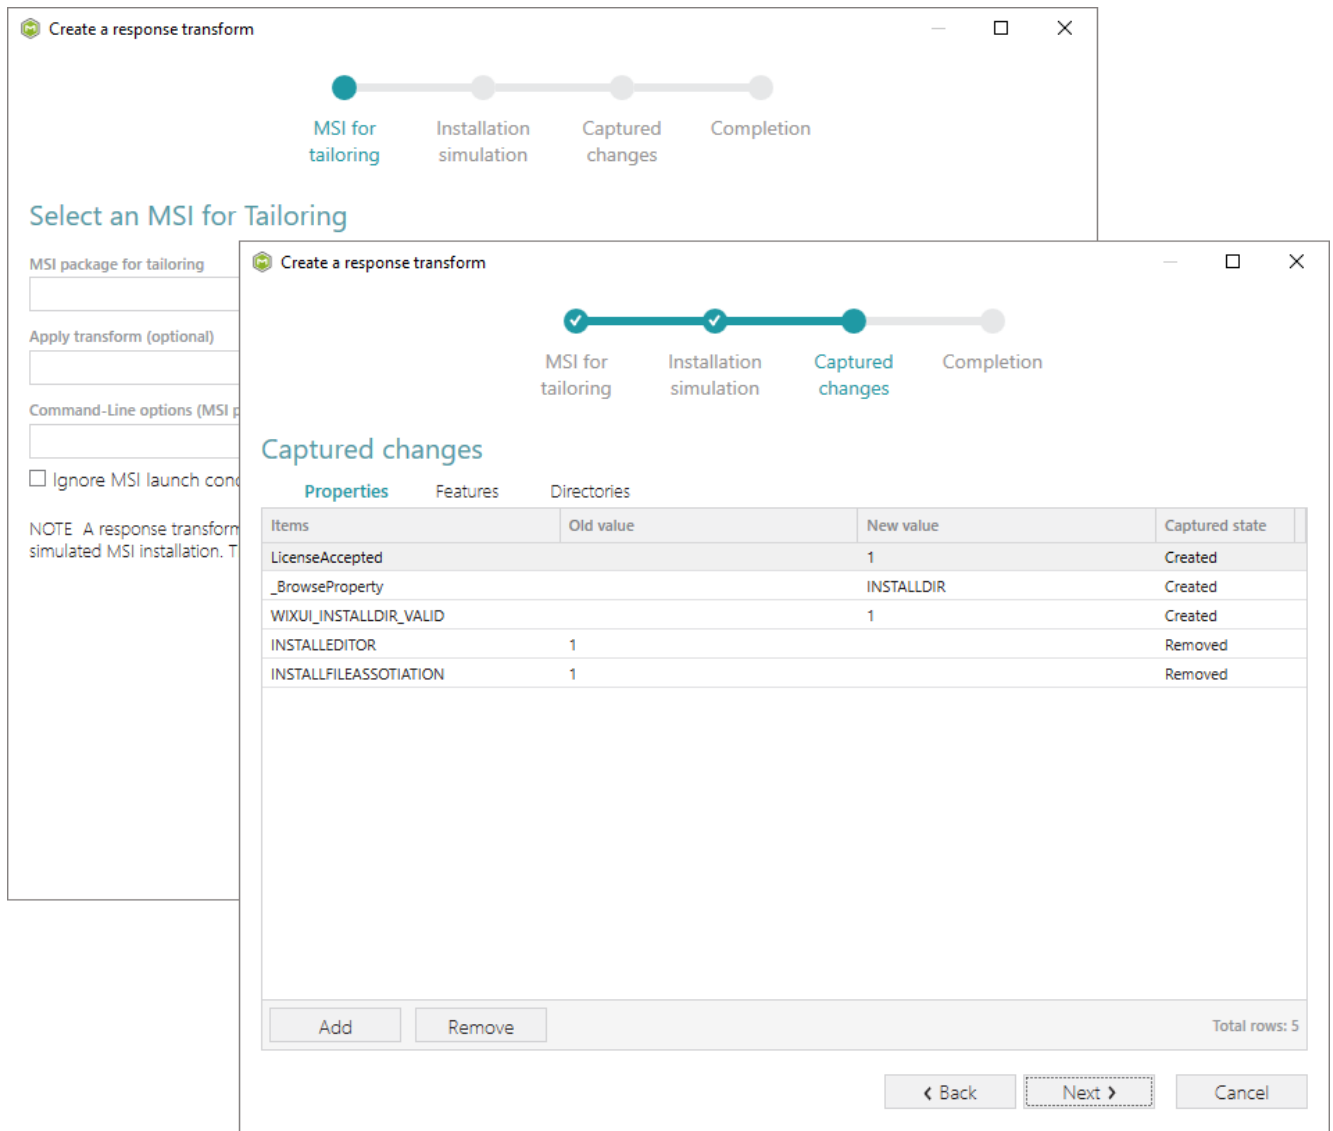 Create a response transform
MSI for tailoring
Installation simulation
Captured changes
Completion
Select an MSI for Tailoring
MSI package for tailoring
Apply transform (optional)
Command-Line options (MSI
Ignore MSI launch
NOTE A response transform
simulated MSI installation.
Create a response transform
MSI for tailoring
Installation simulation
Captured changes
Completion
Captured changes
Properties Features Directories
Items Old value New value Captured state
LicenseAccepted 1 Created
_BrowseProperty INSTALLDIR Created
WIXUI_INSTALLDIR_VALID 1 Created
INSTALLEDITOR 1 Removed
INSTALLFILEASSOTIATION 1 Removed
Add Remove Total rows: 5
Back Next Cancel